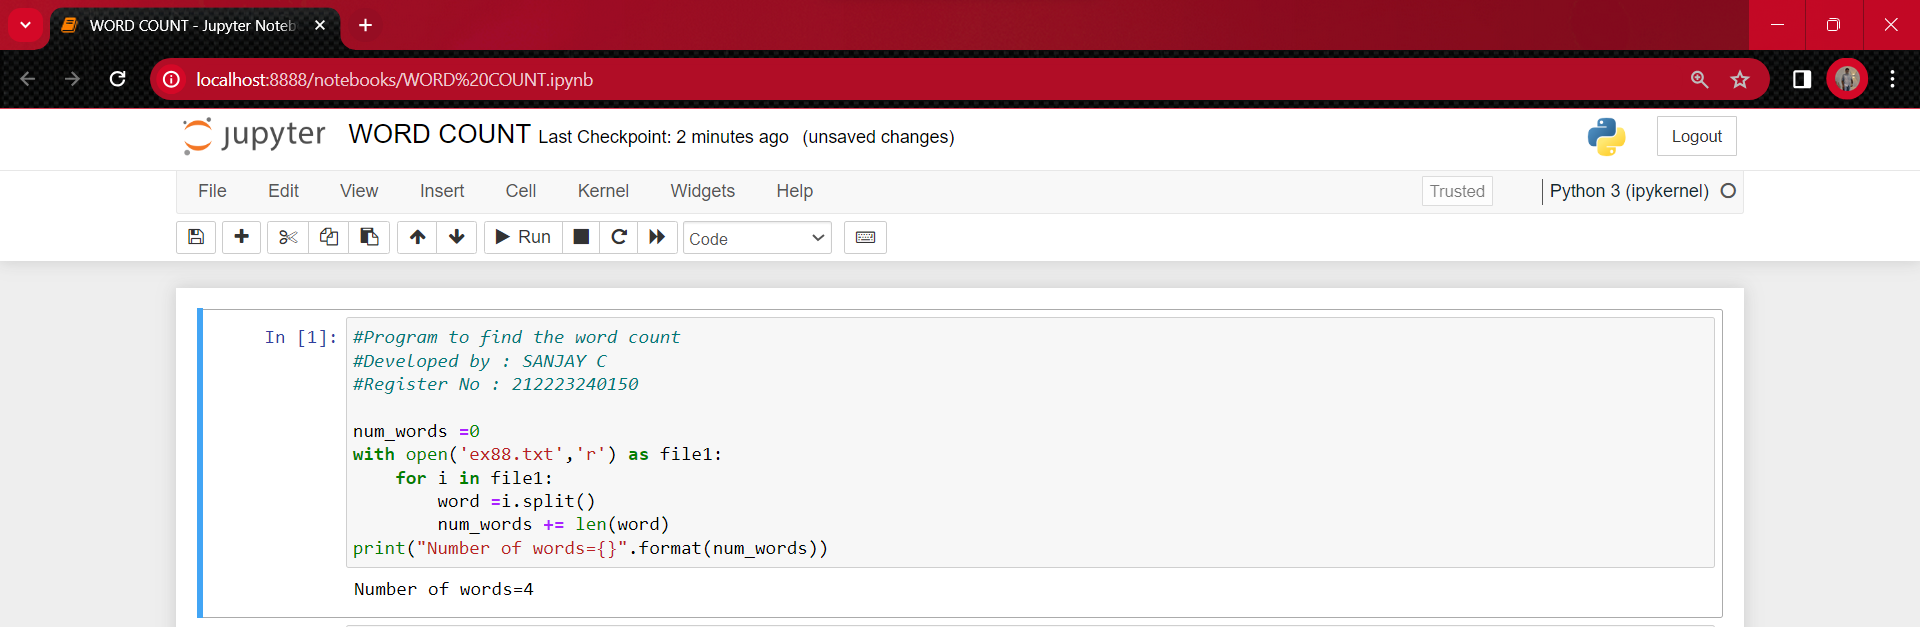 WORD COUNT - Jupyter Noteb
localhost:8888/notebooks/WORD%20COUNT.ipynb
jupyter WORD COUNT Last Checkpoint: 2 minutes ago (unsaved changes)
Logout
File Edit View Insert Cell Kernel Widgets Help
Trusted
Python 3 (ipykernel)
Run
Code
In [1]:
#Program to find the word count
#Developed by : SANJAY C
#Register No : 212223240150
num_words =0
with open('ex88.txt','r') as file1:
    for i in file1:
        word =i.split()
        num_words += len(word)
print("Number of words={}".format(num_words))
Number of words=4